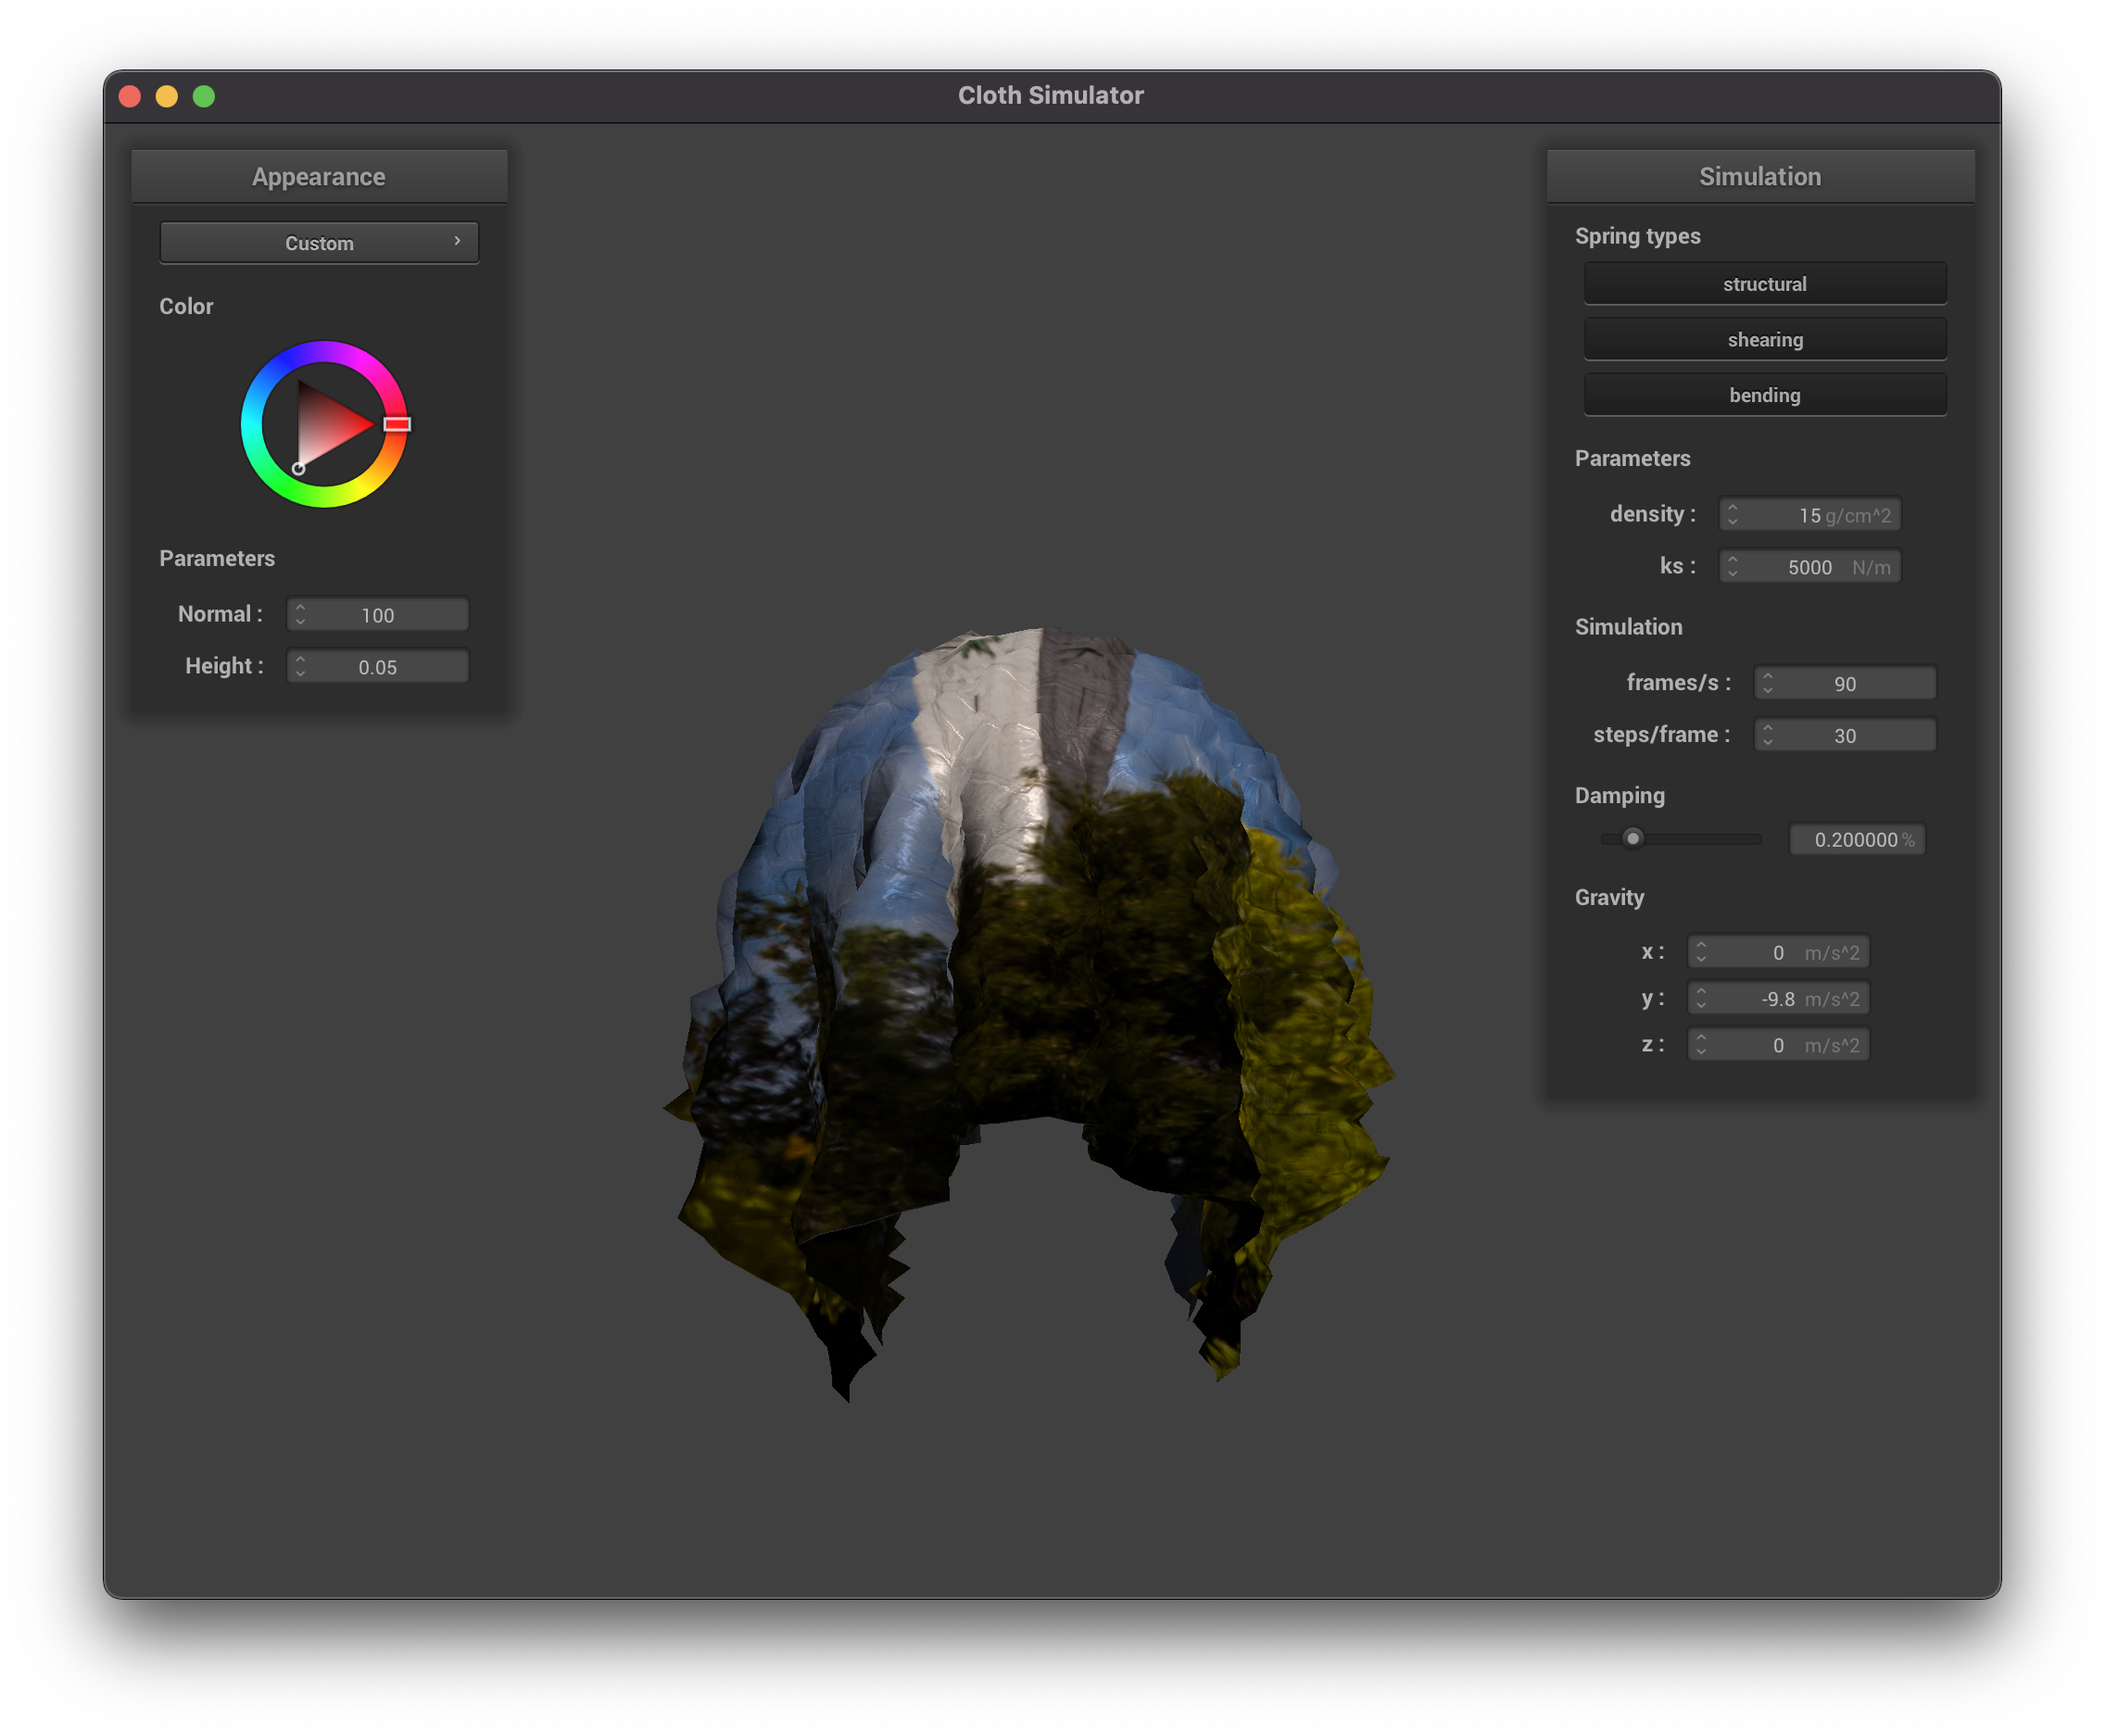 Cloth Simulator
Appearance
Custom
Color
Parameters
Normal : 100
Height : 0.05
Simulation
Spring types
structural
shearing
bending
Parameters
density : 15 g/cm^2
ks : 5000 N/m
Simulation
frames/s : 90
steps/frame : 30
Damping
0.200000 %
Gravity
x : 0 m/s^2
y : -9.8 m/s^2
z : 0 m/s^2